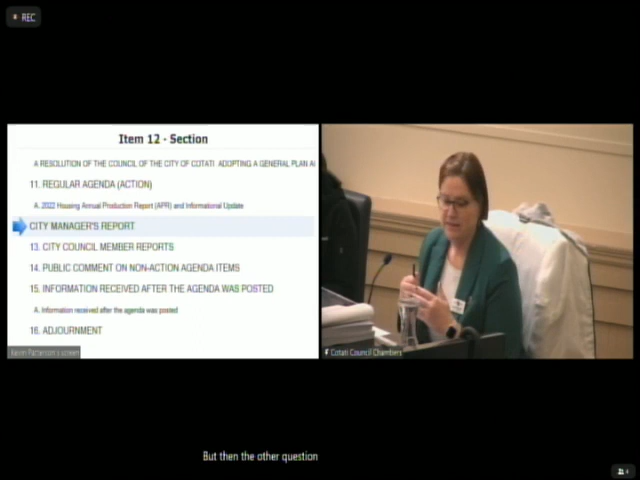 REC
Item 12 - Section
A RESOLUTION OF THE COUNCIL OF THE CITY OF COTATI ADOPTING A GENERAL PLAN A
11. REGULAR AGENDA (ACTION)
A. 2022 Housing Annual Production Report (APR) and Informational Update
CITY MANAGER'S REPORT
13. CITY COUNCIL MEMBER REPORTS
14. PUBLIC COMMENT ON NON-ACTION AGENDA ITEMS
15. INFORMATION RECEIVED AFTER THE AGENDA WAS POSTED
A. Information received after the agenda was posted
16. ADJOURNMENT
Kevin Patterson's screen
Cotati Council Chambers
But then the other question